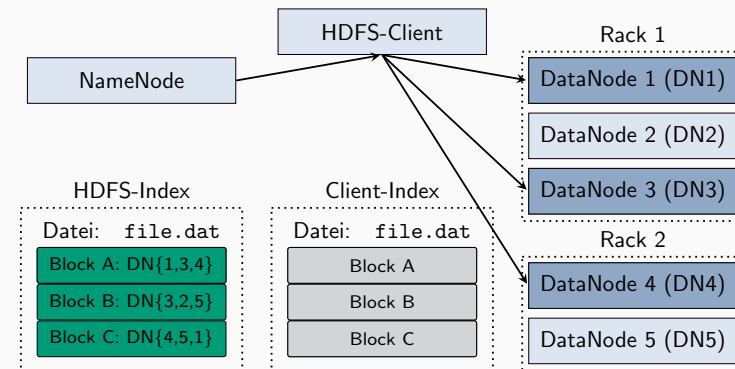 HDFS-Client
NameNode
Rack 1
DataNode 1 (DN1)
DataNode 2 (DN2)
DataNode 3 (DN3)
Rack 2
DataNode 4 (DN4)
DataNode 5 (DN5)
HDFS-Index
Datei: file.dat
Block A: DN{1,3,4}
Block B: DN{3,2,5}
Block C: DN{4,5,1}
Client-Index
Datei: file.dat
Block A
Block B
Block C